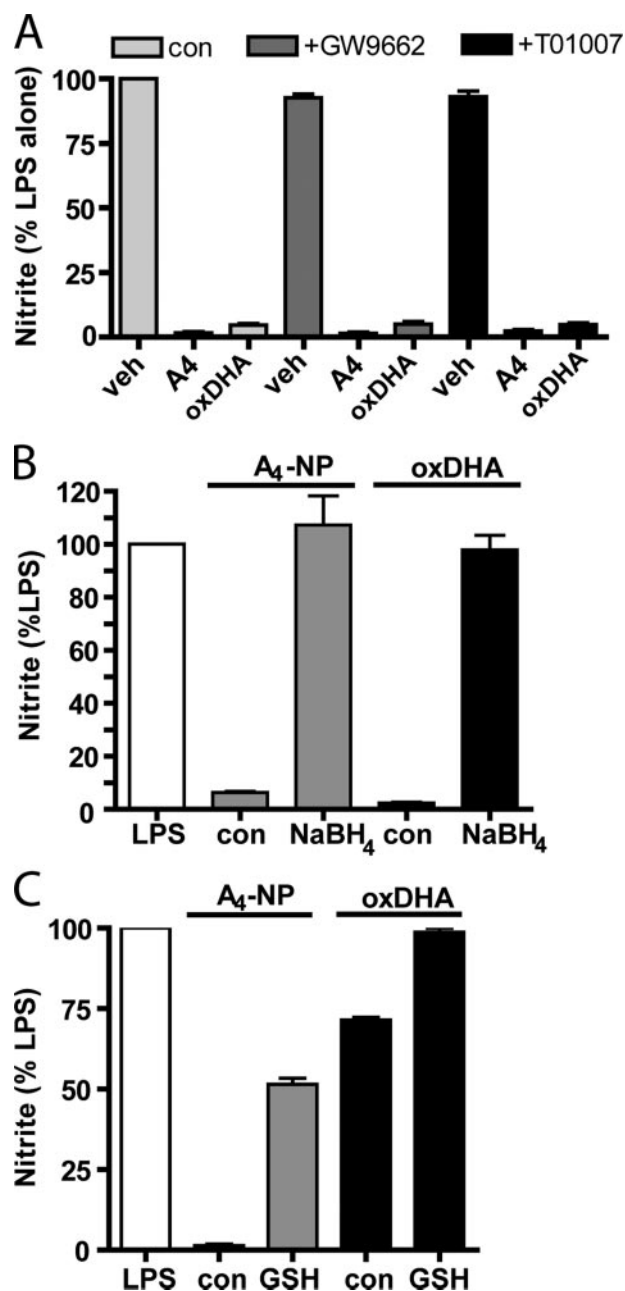 A
con +GW9662 +T01007
Nitrite (% LPS alone)
100
75
50
25
0
veh A4 oxDHA veh A4 oxDHA veh A4 oxDHA
B
A₄-NP oxDHA
Nitrite (%LPS)
120
100
80
60
40
20
0
LPS con NaBH₄ con NaBH₄
C
A₄-NP oxDHA
Nitrite (% LPS)
100
75
50
25
0
LPS con GSH con GSH